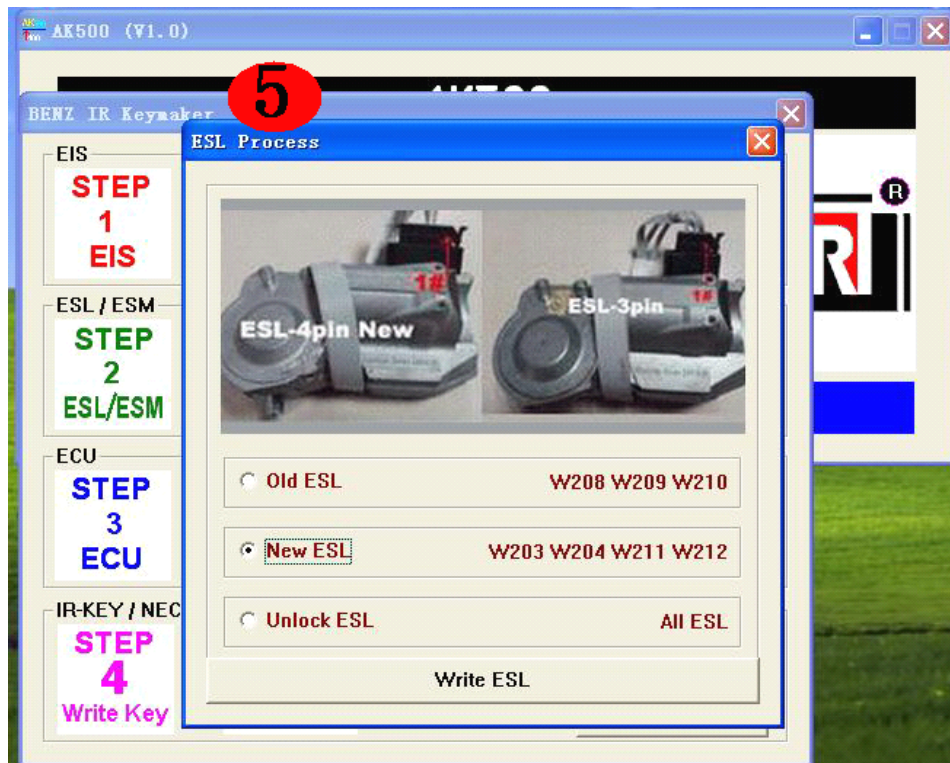 AK500 (V1.0)
5
BENZ IR Keymaker
ESL Process
EIS
STEP
1
EIS
ESL / ESM
STEP
2
ESL/ESM
ECU
STEP
3
ECU
IR-KEY / NEC
STEP
4
Write Key
1#
ESL-4pin New
1#
ESL-3pin
Old ESL W208 W209 W210
New ESL W203 W204 W211 W212
Unlock ESL All ESL
Write ESL
R
®